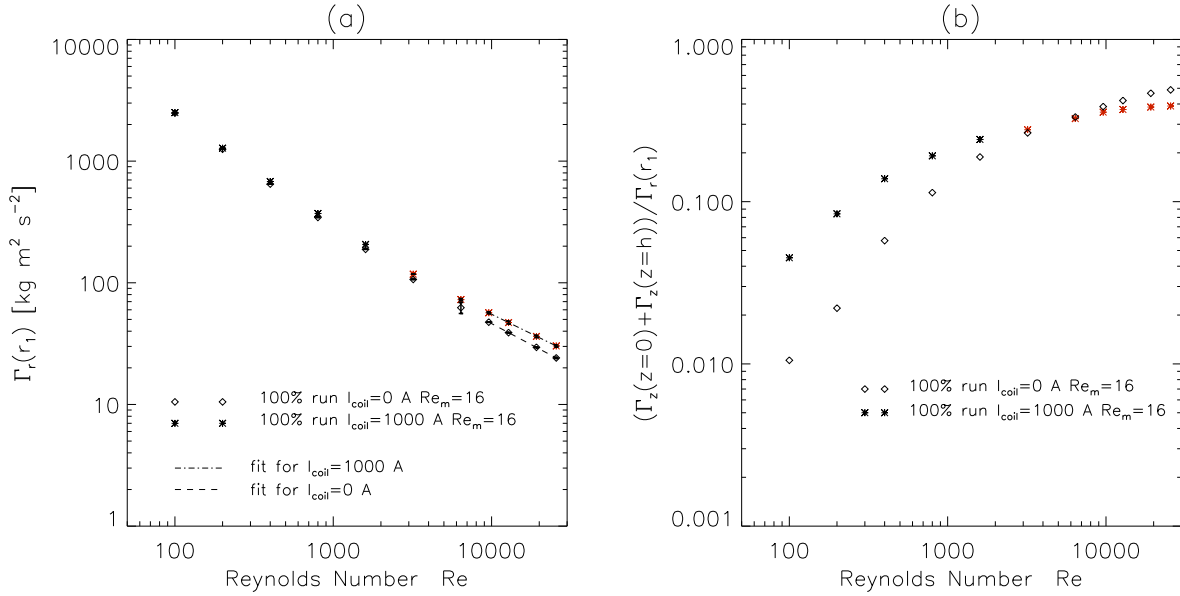 (a)
10000
1000
100
10
1
Γr(r1) [kg m² s⁻²]
100% run Icoil=0 A Rem=16
100% run Icoil=1000 A Rem=16
fit for Icoil=1000 A
fit for Icoil=0 A
100 1000 10000
Reynolds Number Re
(b)
1.000
0.100
0.010
0.001
(Γz(z=0)+Γz(z=h))/Γr(r1)
100% run Icoil=0 A Rem=16
100% run Icoil=1000 A Rem=16
100 1000 10000
Reynolds Number Re